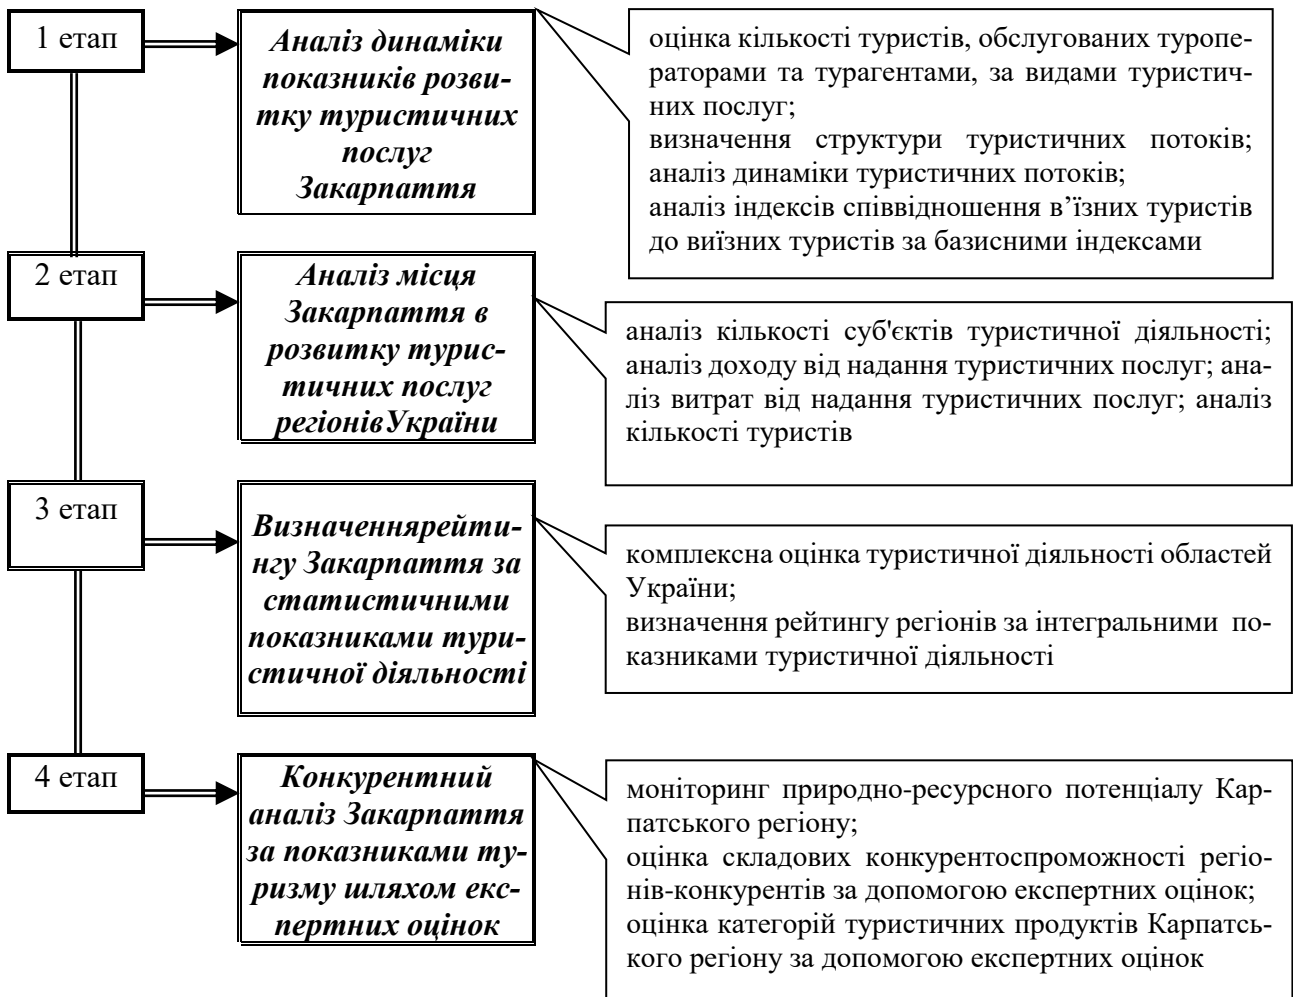 1 етап
Аналіз динаміки
показників розви-
тку туристичних
послуг
Закарпаття
оцінка кількості туристів, обслугованих туропе-
раторами та турагентами, за видами туристич-
них послуг;
визначення структури туристичних потоків;
аналіз динаміки туристичних потоків;
аналіз індексів співвідношення в’їзних туристів
до виїзних туристів за базисними індексами
2 етап
Аналіз місця
Закарпаття в
розвитку турис-
тичних послуг
регіонівУкраїни
аналіз кількості суб'єктів туристичної діяльності;
аналіз доходу від надання туристичних послуг; ана-
ліз витрат від надання туристичних послуг; аналіз
кількості туристів
3 етап
Визначеннярейти-
нгу Закарпаття за
статистичними
показниками тури-
стичної діяльності
комплексна оцінка туристичної діяльності областей
України;
визначення рейтингу регіонів за інтегральними по-
казниками туристичної діяльності
4 етап
Конкурентний
аналіз Закарпаття
за показниками ту-
ризму шляхом екс-
пертних оцінок
моніторинг природно-ресурсного потенціалу Кар-
патського регіону;
оцінка складових конкурентоспроможності регіо-
нів-конкурентів за допомогою експертних оцінок;
оцінка категорій туристичних продуктів Карпатсь-
кого регіону за допомогою експертних оцінок